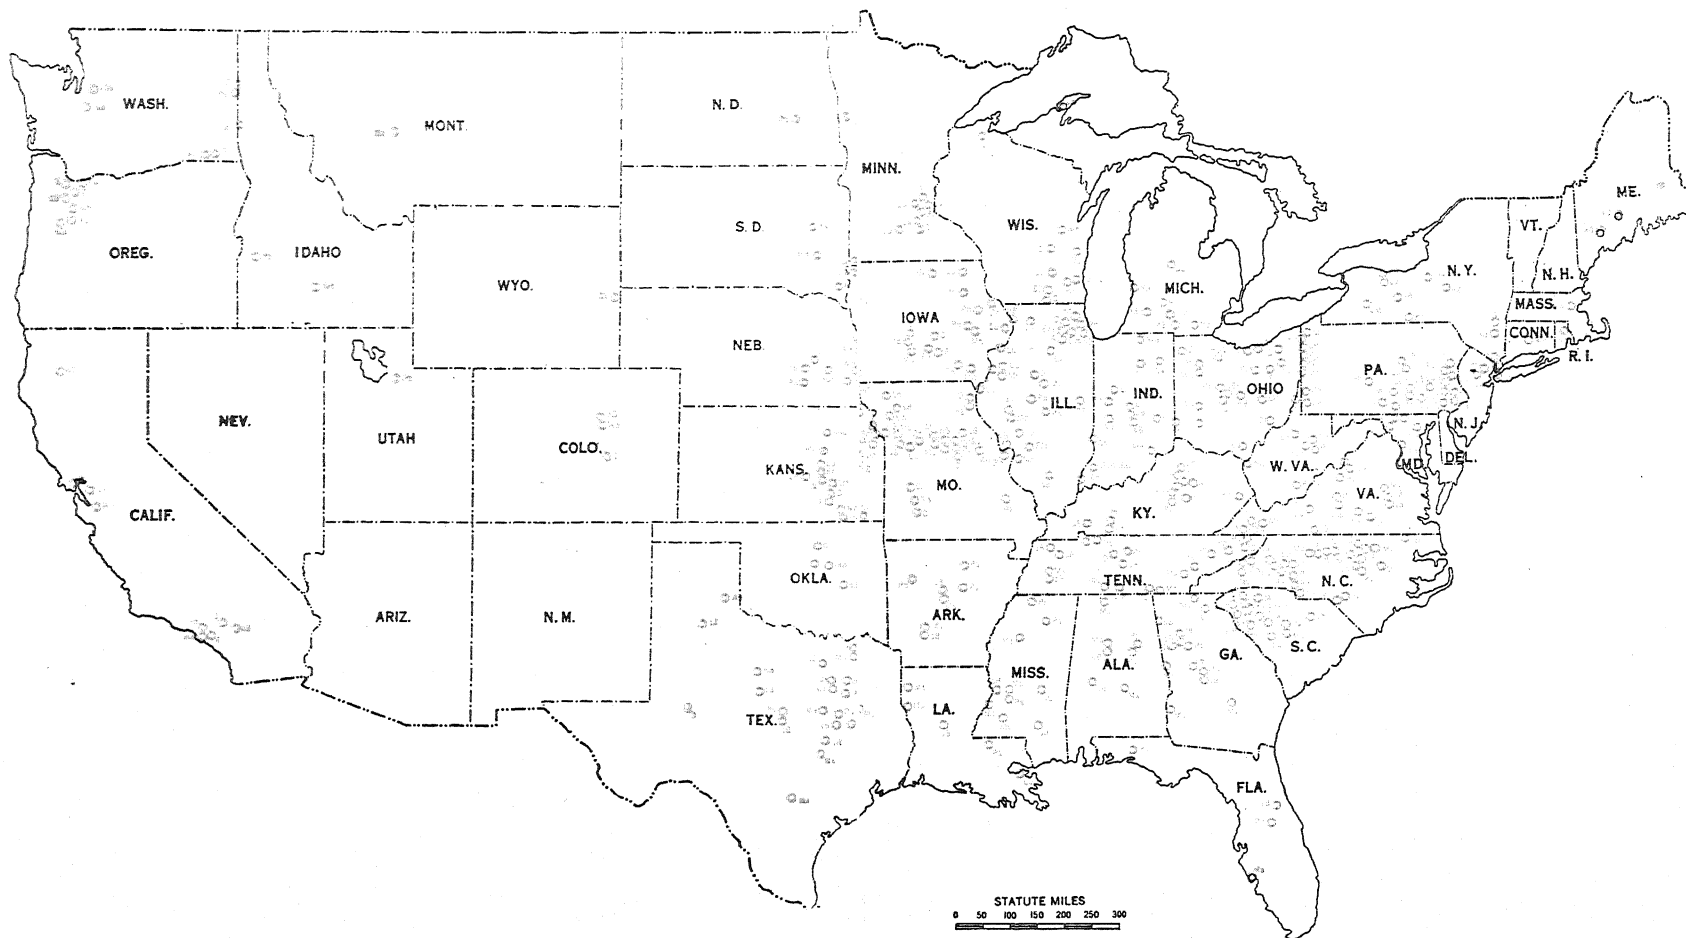 WASH.
MONT.
N. D.
MINN.
ME.
OREG.
IDAHO
WYO.
S. D.
WIS.
MICH.
N. Y.
VT.
N. H.
MASS.
CONN.
R. I.
NEB.
IOWA
NEV.
UTAH
COLO.
KANS.
MO.
ILL.
IND.
OHIO
PA.
N. J.
MD.
DEL.
W. VA.
VA.
KY.
CALIF.
ARIZ.
N. M.
OKLA.
ARK.
TENN.
N. C.
S. C.
TEX.
LA.
MISS.
ALA.
GA.
FLA.
STATUTE MILES
0 50 100 150 200 250 300